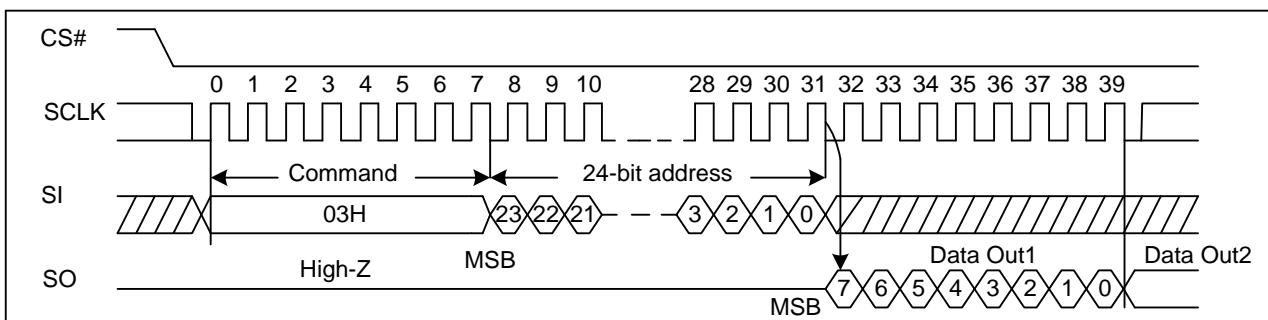 CS#
0 1 2 3 4 5 6 7 8 9 10 28 29 30 31 32 33 34 35 36 37 38 39
SCLK
Command 24-bit address
SI
03H 23 22 21 3 2 1 0
High-Z MSB Data Out1 Data Out2
SO
MSB 7 6 5 4 3 2 1 0